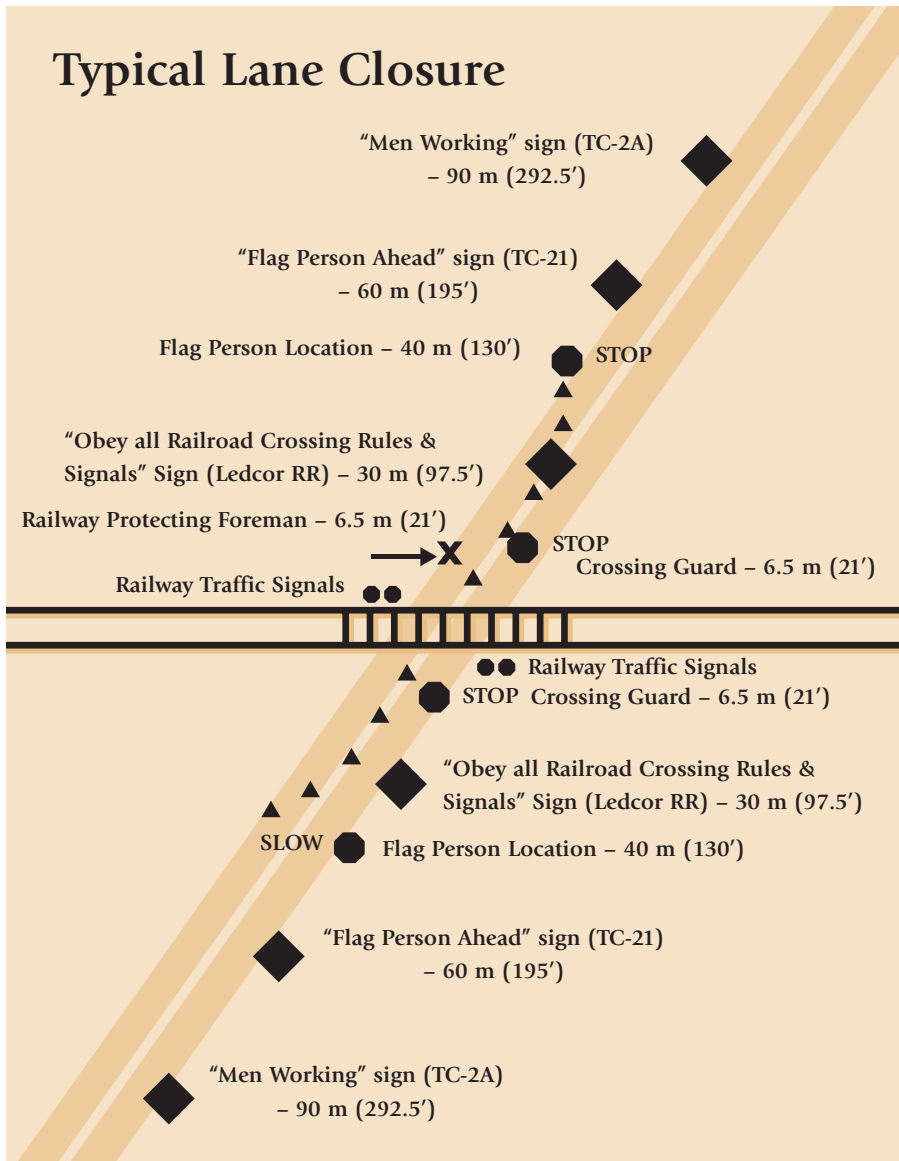 Typical Lane Closure
“Men Working” sign (TC-2A)
– 90 m (292.5′)
“Flag Person Ahead” sign (TC-21)
– 60 m (195′)
Flag Person Location – 40 m (130′)
STOP
“Obey all Railroad Crossing Rules &
Signals” Sign (Ledcor RR) – 30 m (97.5′)
Railway Protecting Foreman – 6.5 m (21′)
X
STOP
Crossing Guard – 6.5 m (21′)
Railway Traffic Signals
Railway Traffic Signals
STOP Crossing Guard – 6.5 m (21′)
“Obey all Railroad Crossing Rules &
Signals” Sign (Ledcor RR) – 30 m (97.5′)
SLOW
Flag Person Location – 40 m (130′)
“Flag Person Ahead” sign (TC-21)
– 60 m (195′)
“Men Working” sign (TC-2A)
– 90 m (292.5′)